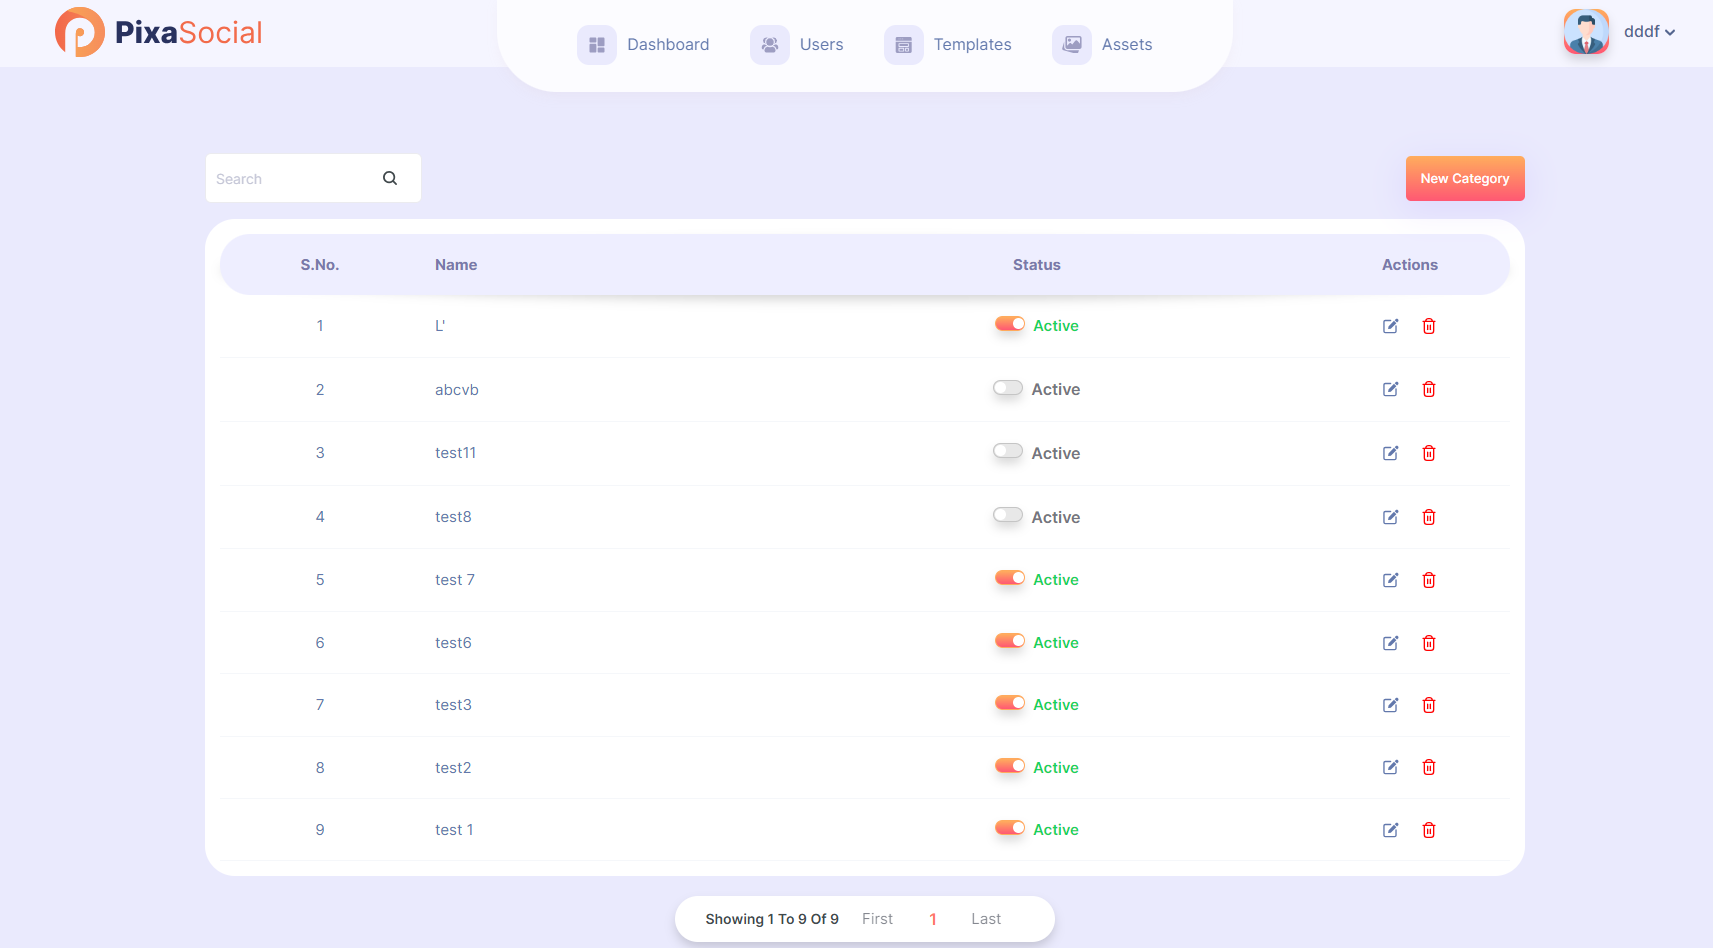 PixaSocial
Dashboard Users Templates Assets
dddf
Search
New Category
S.No. Name Status Actions
1 L' Active
2 abcvb Active
3 test11 Active
4 test8 Active
5 test 7 Active
6 test6 Active
7 test3 Active
8 test2 Active
9 test 1 Active
Showing 1 To 9 Of 9 First 1 Last